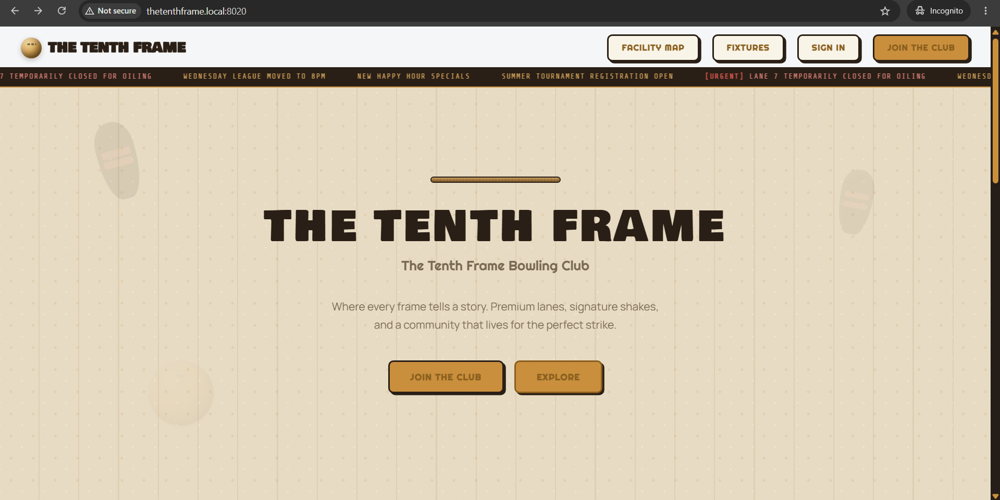 Not secure
thetenthframe.local:8020
Incognito
THE TENTH FRAME
FACILITY MAP
FIXTURES
SIGN IN
JOIN THE CLUB
7 TEMPORARILY CLOSED FOR OILING WEDNESDAY LEAGUE MOVED TO 8PM NEW HAPPY HOUR SPECIALS SUMMER TOURNAMENT REGISTRATION OPEN [URGENT] LANE 7 TEMPORARILY CLOSED FOR OILING WEDNESD
THE TENTH FRAME
The Tenth Frame Bowling Club
Where every frame tells a story. Premium lanes, signature shakes,
and a community that lives for the perfect strike.
JOIN THE CLUB
EXPLORE